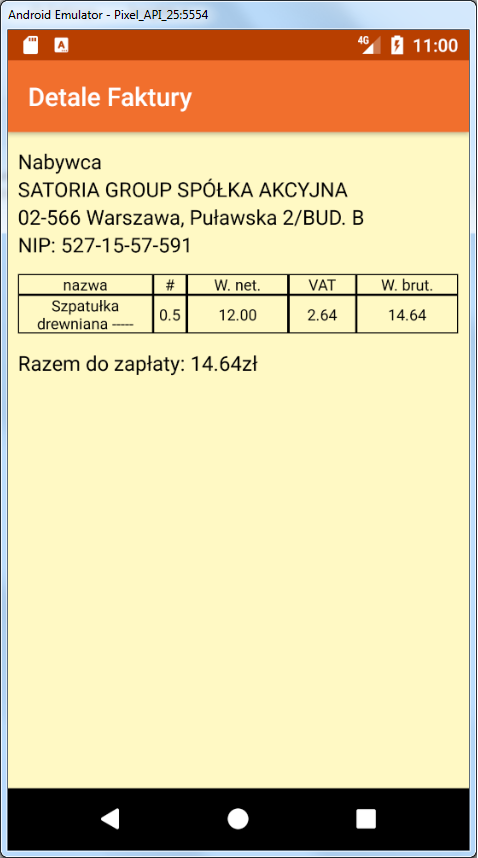 Android Emulator - Pixel_API_25:5554
4G 11:00
Detale Faktury
Nabywca
SATORIA GROUP SPÓŁKA AKCYJNA
02-566 Warszawa, Puławska 2/BUD. B
NIP: 527-15-57-591
nazwa # W. net. VAT W. brut.
Szpatułka
drewniana ----- 0.5 12.00 2.64 14.64
Razem do zapłaty: 14.64zł